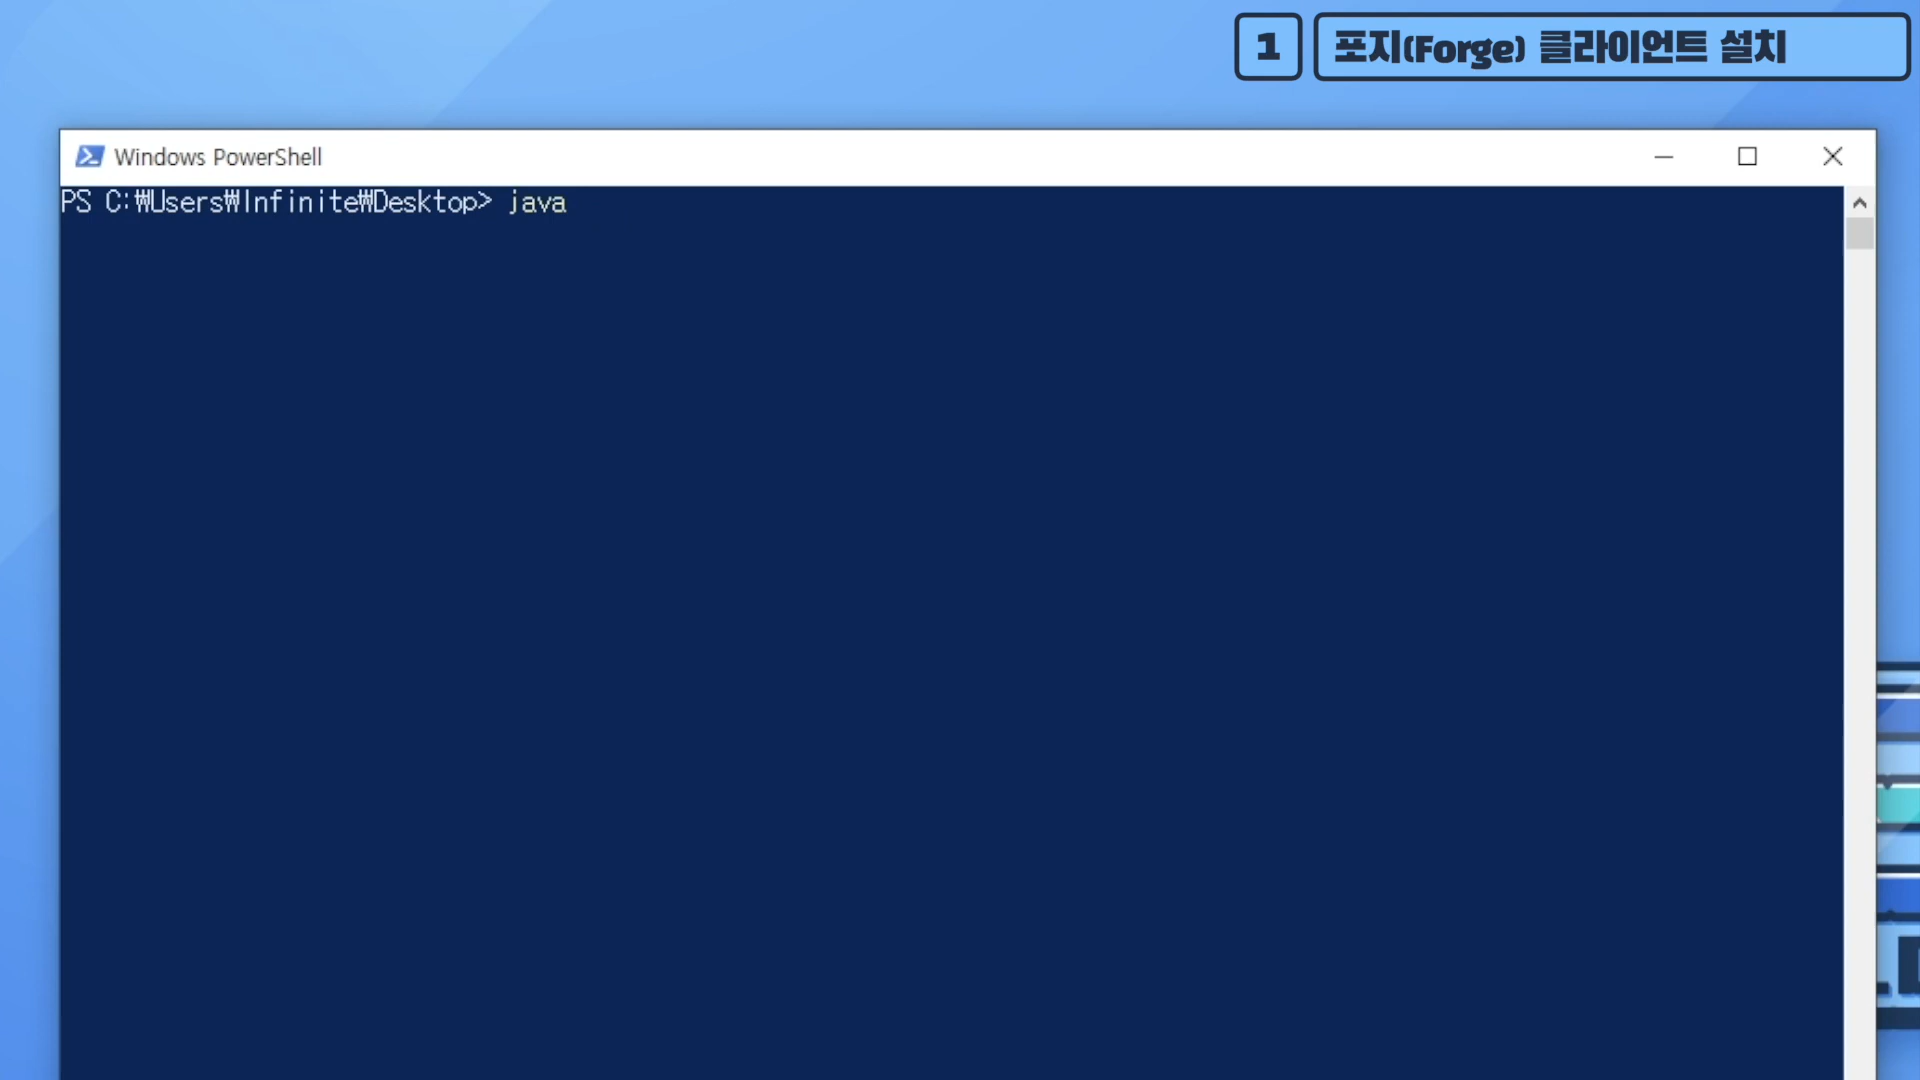 1 포지(Forge) 클라이언트 설치
Windows PowerShell
PS C:₩Users₩Infinite₩Desktop> java